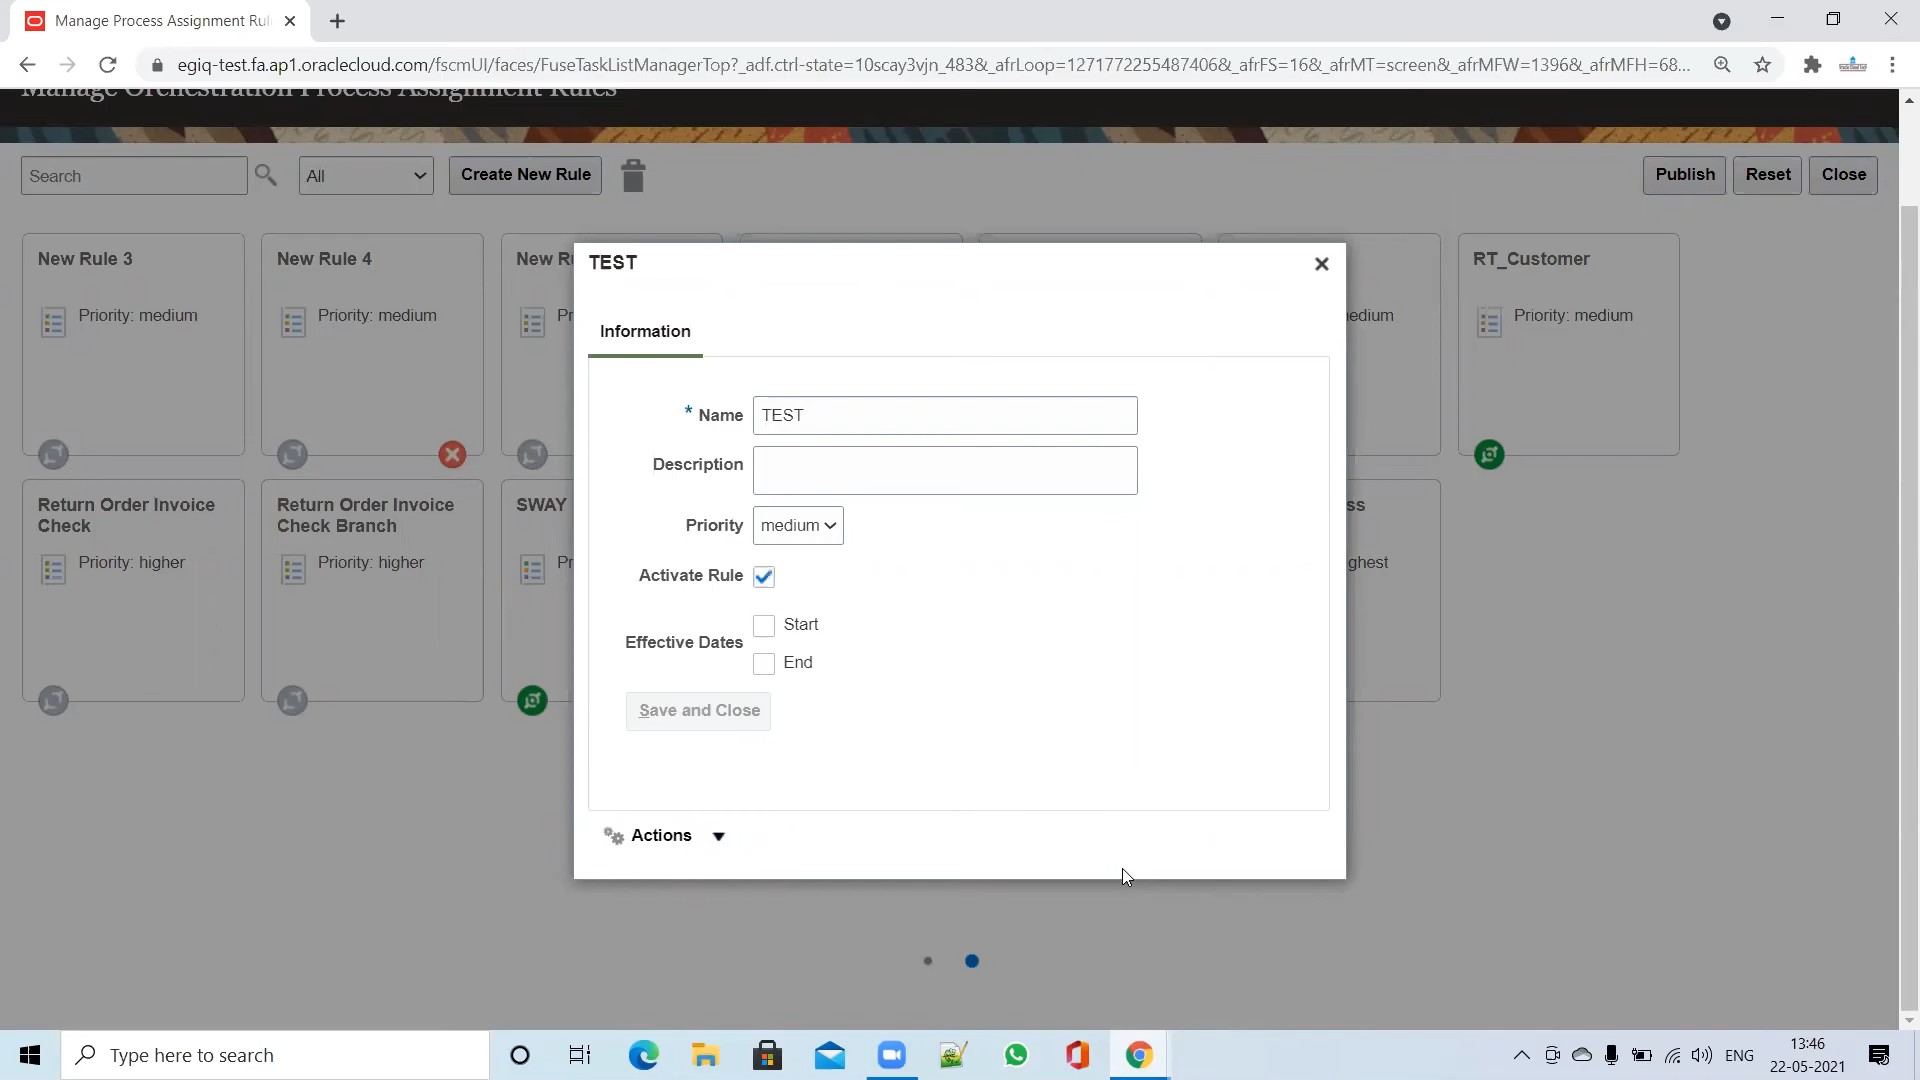 Manage Process Assignment Rul
egiq-test.fa.ap1.oraclecloud.com/fscmUI/faces/FuseTaskListManagerTop?_adf.ctrl-state=10scay3vjn_483&_afrLoop=1271772255487406&_afrFS=16&_afrMT=screen&_afrMFW=1396&_afrMFH=68...
Manage Orchestration Process Assignment Rules
Search
All
Create New Rule
Publish
Reset
Close
New Rule 3
Priority: medium
New Rule 4
Priority: medium
New R
Pr
edium
RT_Customer
Priority: medium
Return Order Invoice
Check
Priority: higher
Return Order Invoice
Check Branch
Priority: higher
SWAY
Pr
ss
ghest
TEST
Information
* Name TEST
Description
Priority medium
Activate Rule
Effective Dates
Start
End
Save and Close
Actions
Type here to search
ENG
13:46
22-05-2021